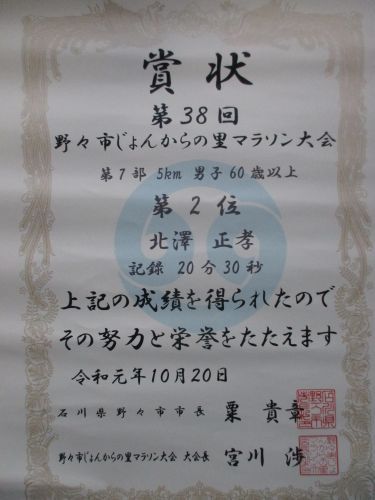 賞状
第38回
野々市じょんからの里マラソン大会
第7部 5km 男子60歳以上
第2位
北澤 正孝
記録 20分30秒
上記の成績を得られたので
その努力と栄誉をたたえます
令和元年10月20日
石川県野々市市長 粟 貴章
野々市じょんからの里マラソン大会 大会長 宮川 渉